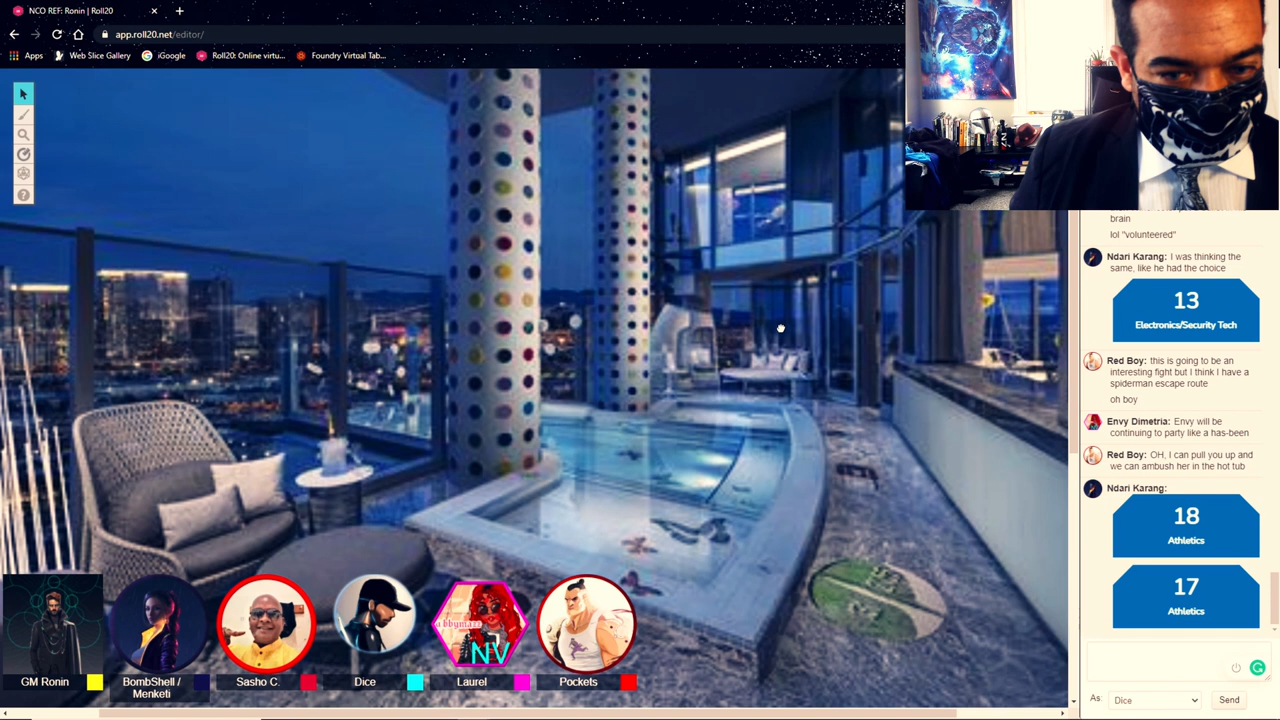 NCO REF: Ronin | Roll20
app.roll20.net/editor/
Apps
Web Slice Gallery
iGoogle
Roll20: Online virtu...
Foundry Virtual Tab...
brain
lol "volunteered"
Ndari Karang: I was thinking the
same, like he had the choice
13
Electronics/Security Tech
Red Boy: this is going to be an
interesting fight but I think I have a
spiderman escape route
oh boy
Envy Dimetria: Envy will be
continuing to party like a has-been
Red Boy: OH, I can pull you up and
we can ambush her in the hot tub
Ndari Karang:
18
Athletics
17
Athletics
NV
GM Ronin
BombShell /
Menketi
Sasho C.
Dice
Laurel
Pockets
As:
Dice
Send